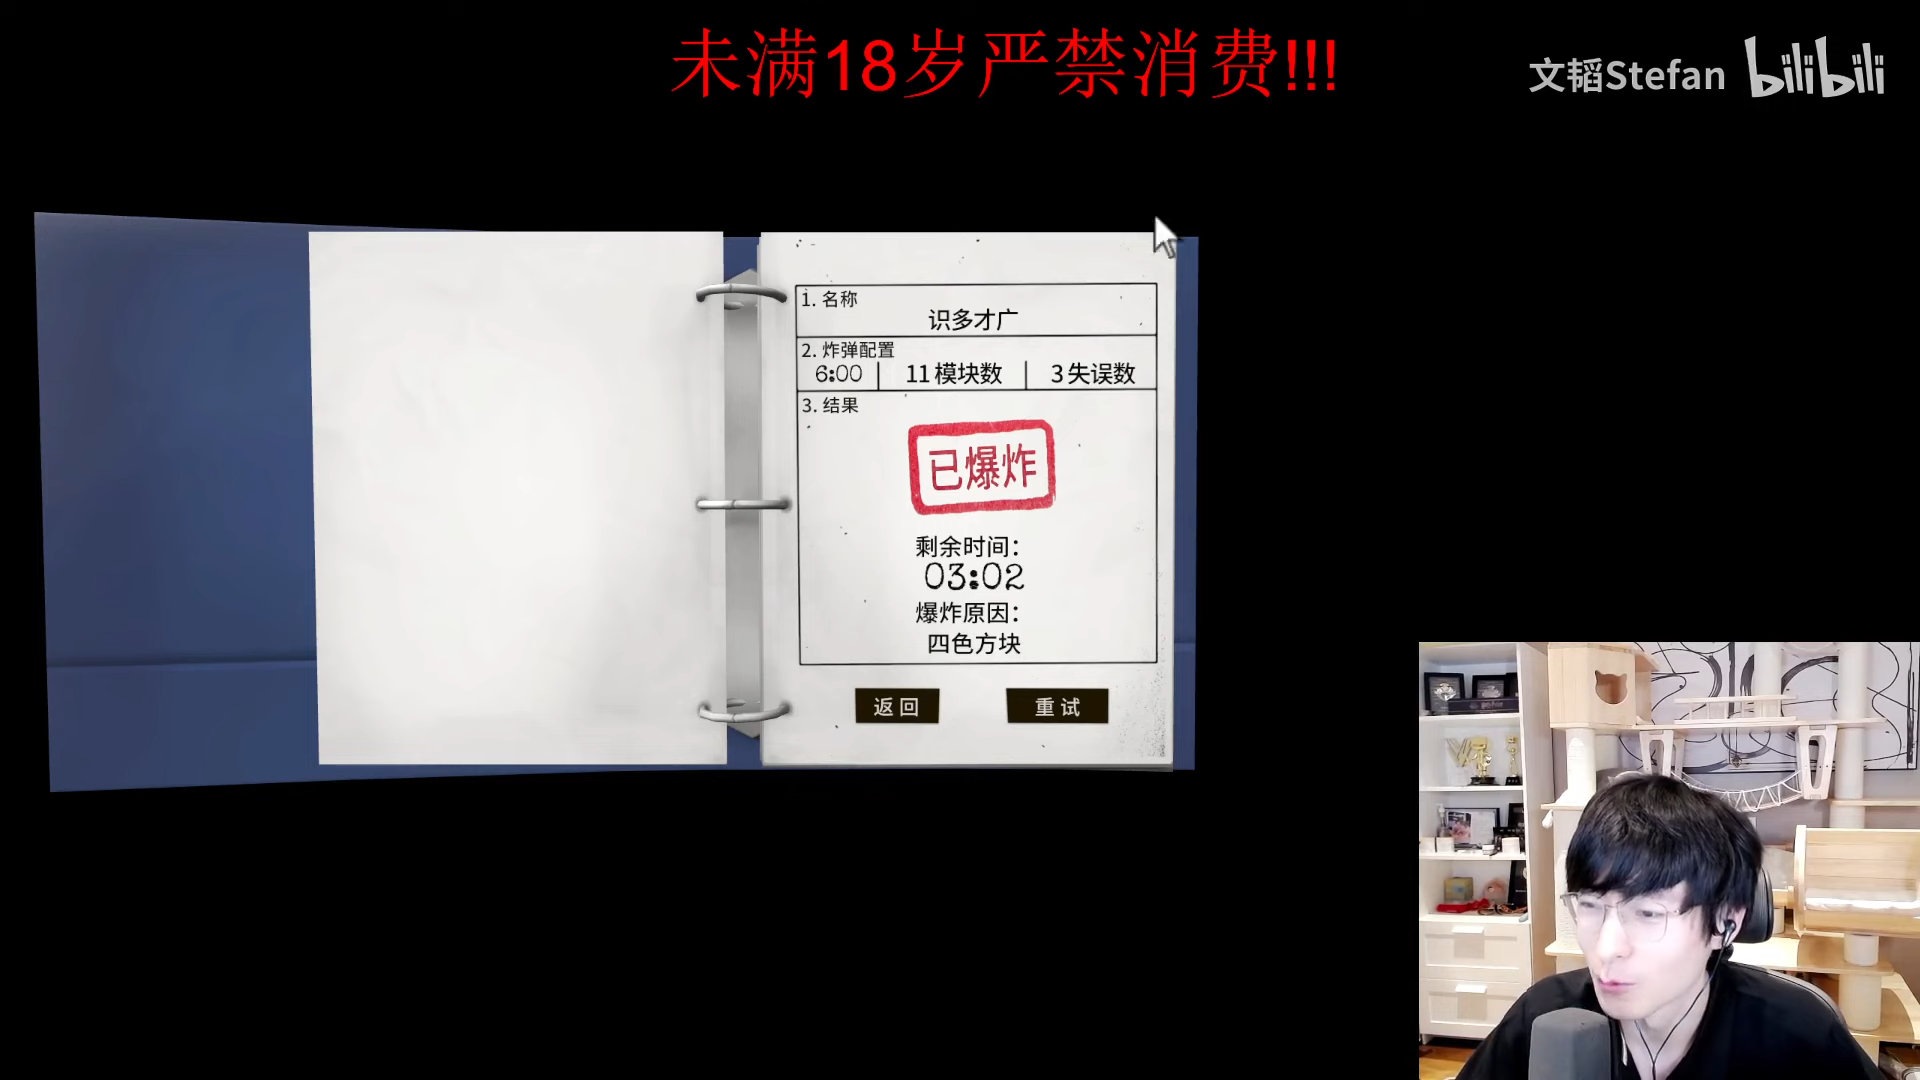 未满18岁严禁消费!!!
文韬Stefan bilibili
1. 名称
识多才广
2. 炸弹配置
6:00 | 11 模块数 | 3 失误数
3. 结果
已爆炸
剩余时间:
03:02
爆炸原因:
四色方块
返回
重试